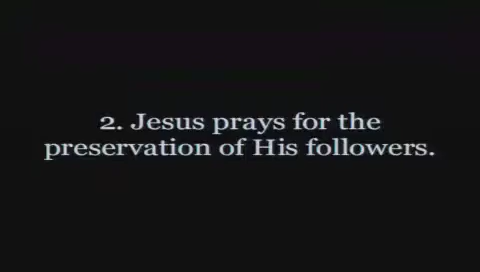 2. Jesus prays for the
preservation of His followers.